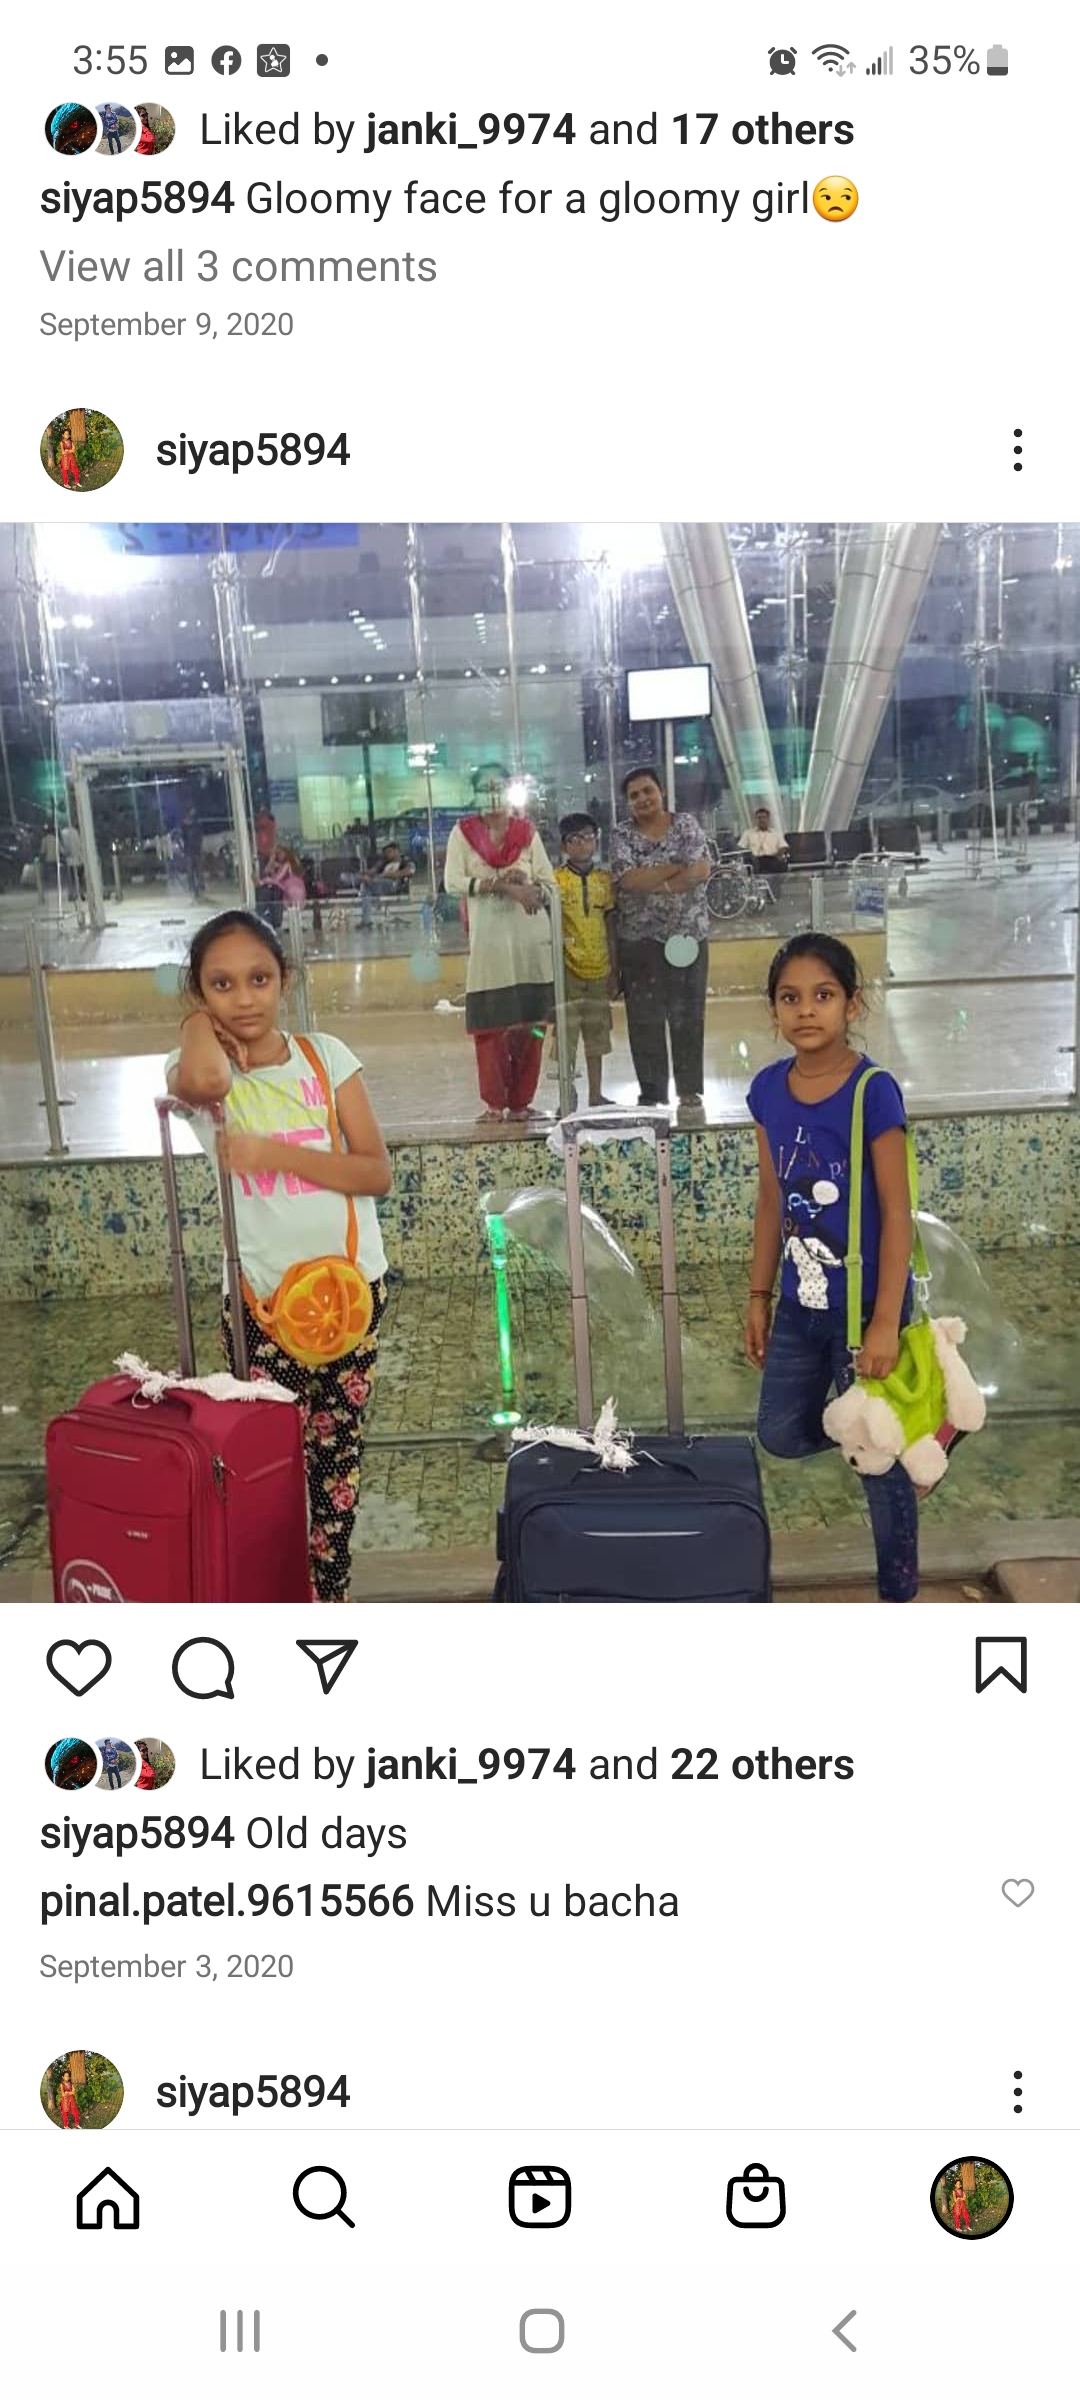 3:55
35%
Liked by janki_9974 and 17 others
siyap5894 Gloomy face for a gloomy girl😒
View all 3 comments
September 9, 2020
siyap5894
ME
Liked by janki_9974 and 22 others
siyap5894 Old days
pinal.patel.9615566 Miss u bacha
September 3, 2020
siyap5894